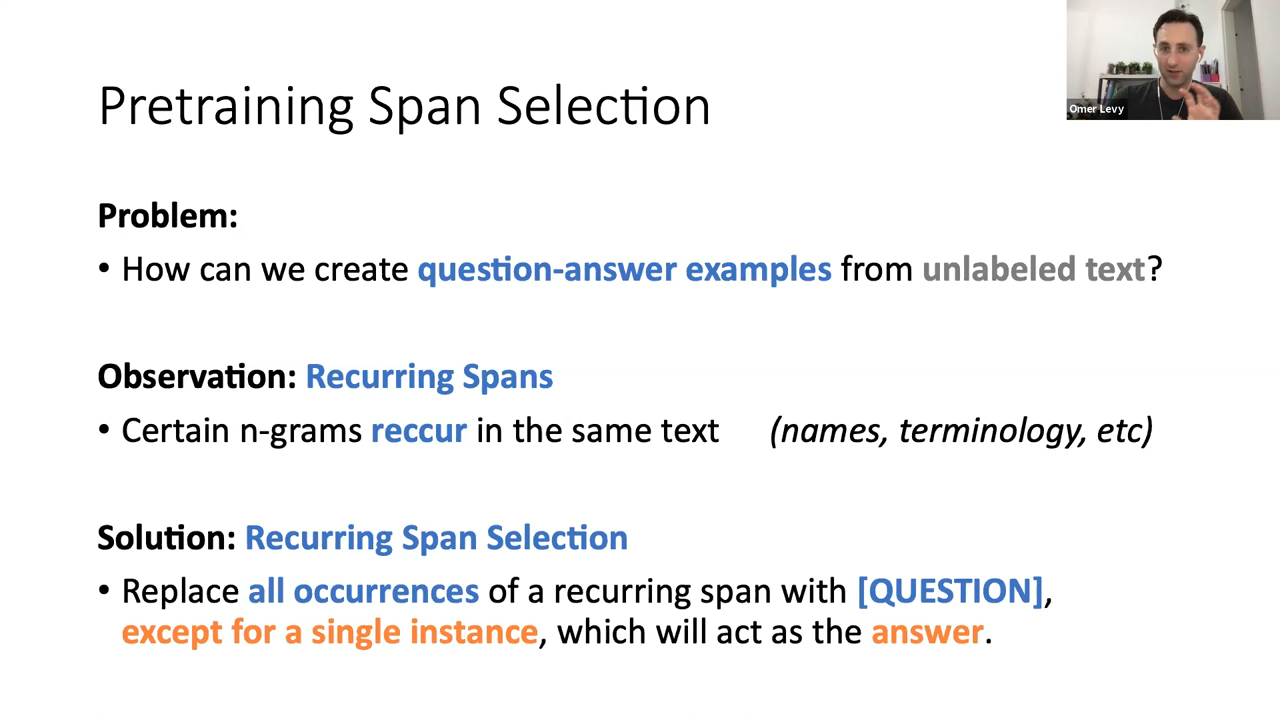 Omer Levy
Pretraining Span Selection
Problem:
• How can we create question-answer examples from unlabeled text?
Observation: Recurring Spans
• Certain n-grams reccur in the same text (names, terminology, etc)
Solution: Recurring Span Selection
• Replace all occurrences of a recurring span with [QUESTION],
except for a single instance, which will act as the answer.